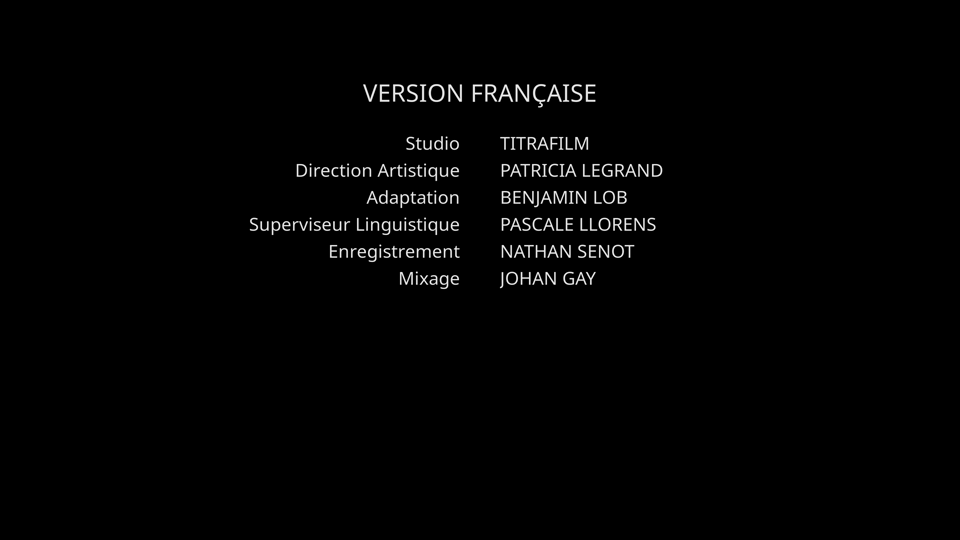 VERSION FRANÇAISE
Studio TITRAFILM
Direction Artistique PATRICIA LEGRAND
Adaptation BENJAMIN LOB
Superviseur Linguistique PASCALE LLORENS
Enregistrement NATHAN SENOT
Mixage JOHAN GAY